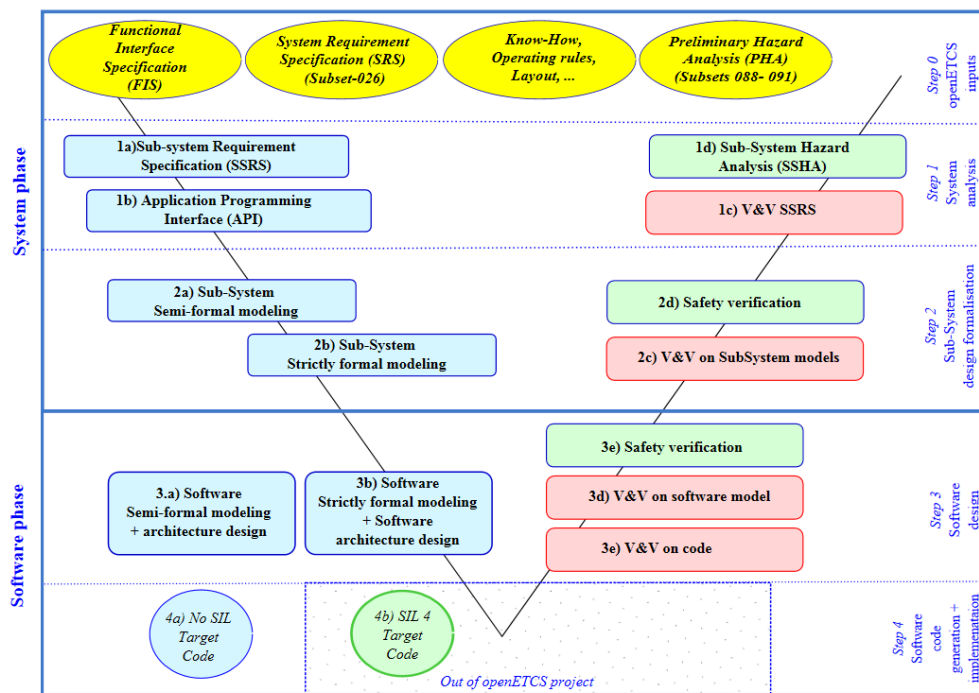 Functional
Interface
Specification
(FIS)
System Requirement
Specification (SRS)
(Subset-026)
Know-How,
Operating rules,
Layout, ...
Preliminary Hazard
Analysis (PHA)
(Subsets 088- 091)
Step 0
openETCS
inputs
System phase
1a)Sub-system Requirement
Specification (SSRS)
1b) Application Programming
Interface (API)
1d) Sub-System Hazard
Analysis (SSHA)
1c) V&V SSRS
Step 1
System
analysis
2a) Sub-System
Semi-formal modeling
2b) Sub-System
Strictly formal modeling
2d) Safety verification
2c) V&V on SubSystem models
Step 2
Sub-System
design formalisation
Software phase
3.a) Software
Semi-formal modeling
+ architecture design
3b) Software
Strictly formal modeling
+ Software
architecture design
3e) Safety verification
3d) V&V on software model
3e) V&V on code
Step 3
Software
design
4a) No SIL
Target
Code
4b) SIL 4
Target
Code
Out of openETCS project
Step 4
Software
code
generation +
implementataion